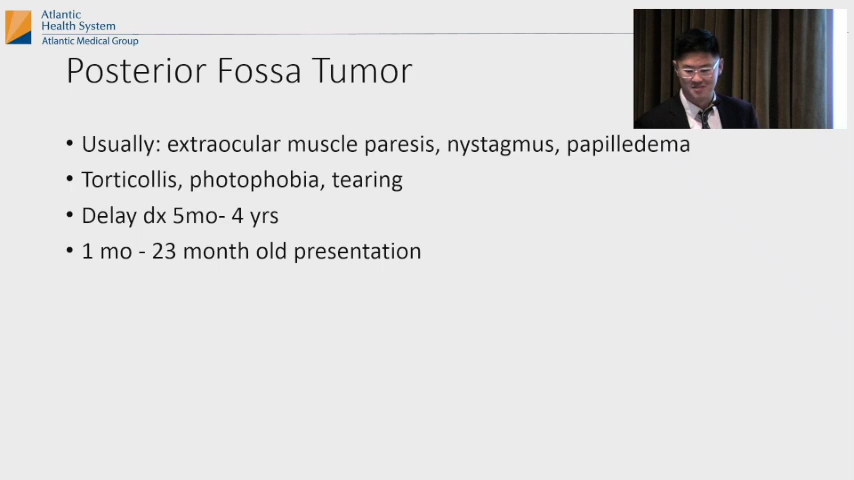 Atlantic
Health System
Atlantic Medical Group
Posterior Fossa Tumor
• Usually: extraocular muscle paresis, nystagmus, papilledema
• Torticollis, photophobia, tearing
• Delay dx 5mo- 4 yrs
• 1 mo - 23 month old presentation